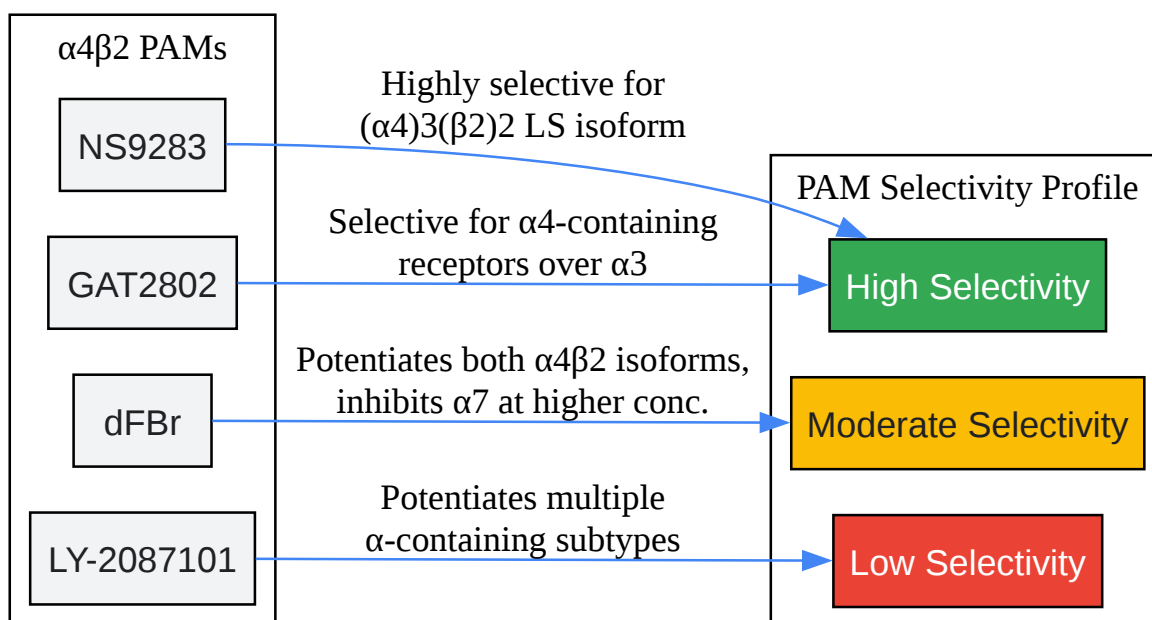 α4β2 PAMs
NS9283
GAT2802
dFBr
LY-2087101
Highly selective for
(α4)3(β2)2 LS isoform
Selective for α4-containing
receptors over α3
Potentiates both α4β2 isoforms,
inhibits α7 at higher conc.
Potentiates multiple
α-containing subtypes
PAM Selectivity Profile
High Selectivity
Moderate Selectivity
Low Selectivity